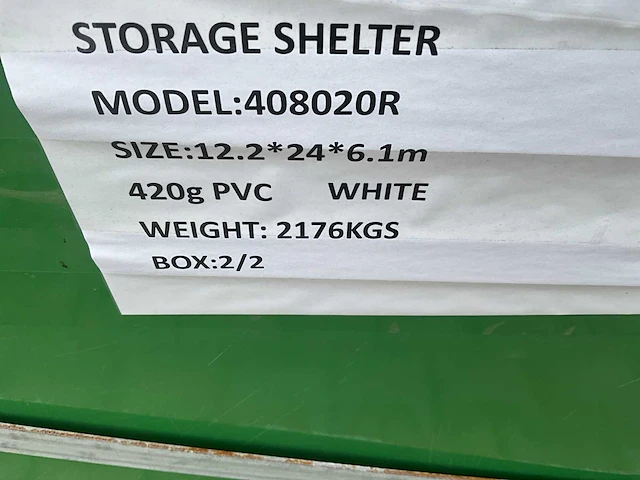 STORAGE SHELTER
MODEL:408020R
SIZE:12.2*24*6.1m
420g PVC WHITE
WEIGHT: 2176KGS
BOX:2/2